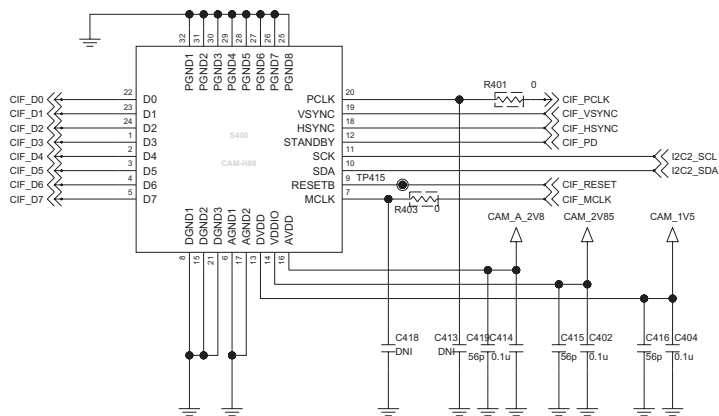 32 31 30 29 28 27 26 25
PGND1 PGND2 PGND3 PGND4 PGND5 PGND6 PGND7 PGND8
CIF_D0 22 D0
CIF_D1 23 D1
CIF_D2 24 D2
CIF_D3 1 D3
CIF_D4 2 D4
CIF_D5 3 D5
CIF_D6 4 D6
CIF_D7 5 D7
S400
CAM-H88
PCLK 20 R401 0 CIF_PCLK
VSYNC 19 CIF_VSYNC
HSYNC 18 CIF_HSYNC
STANDBY 12 CIF_PD
SCK 11 I2C2_SCL
SDA 10 I2C2_SDA
RESETB 9 TP415 CIF_RESET
MCLK 7 R403 0 CIF_MCLK
DGND1 DGND2 DGND3 AGND1 AGND2 DVDD VDDIO AVDD
8 15 21 6 17 13 14 16
CAM_A_2V8 CAM_2V85 CAM_1V5
C418 C413 C419 C414 C415 C402 C416 C404
DNI DNI 56p 0.1u 56p 0.1u 56p 0.1u